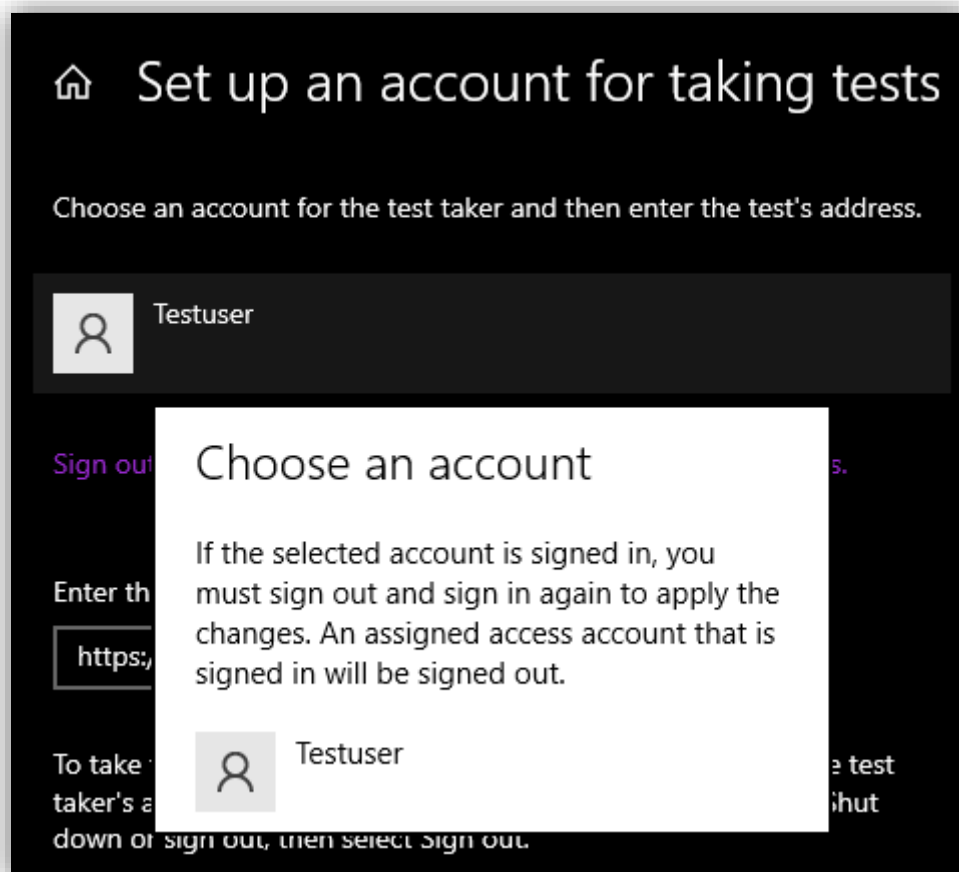 Set up an account for taking tests
Choose an account for the test taker and then enter the test's address.
Testuser
Sign out
s.
Choose an account
If the selected account is signed in, you
must sign out and sign in again to apply the
changes. An assigned access account that is
signed in will be signed out.
Testuser
Enter th
https:/
To take
e test
taker's a
Shut
down or sign out, then select Sign out.